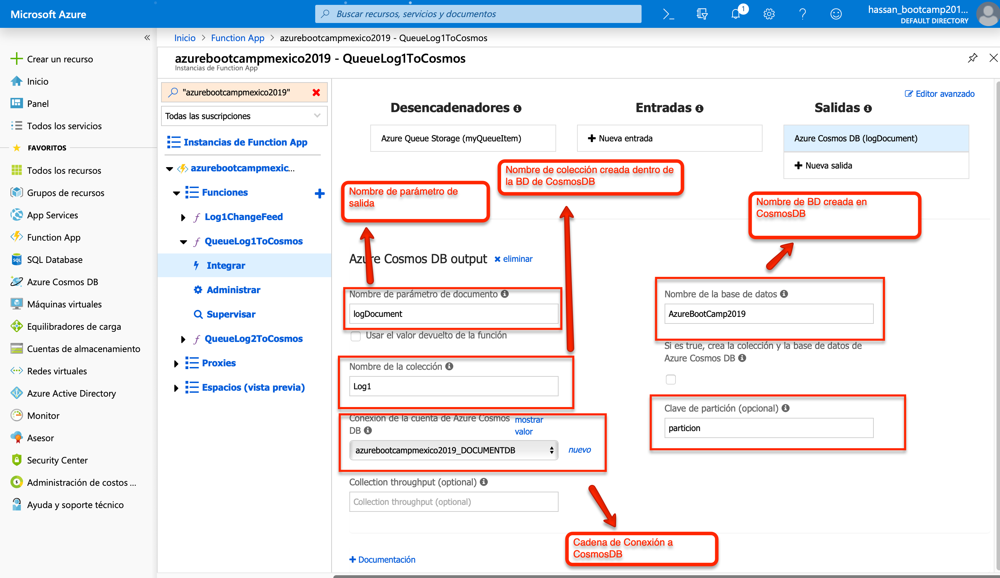 Microsoft Azure
Buscar recursos, servicios y documentos
1
hassan_bootcamp201...
DEFAULT DIRECTORY
Inicio > Function App > azurebootcampmexico2019 - QueueLog1ToCosmos
azurebootcampmexico2019 - QueueLog1ToCosmos
Instancias de Function App
Crear un recurso
Inicio
Panel
Todos los servicios
FAVORITOS
Todos los recursos
Grupos de recursos
App Services
Function App
SQL Database
Azure Cosmos DB
Máquinas virtuales
Equilibradores de carga
Cuentas de almacenamiento
Redes virtuales
Azure Active Directory
Monitor
Asesor
Security Center
Administración de costos ...
Ayuda y soporte técnico
"azurebootcampmexico2019"
Todas las suscripciones
Instancias de Function App
azurebootcampmexic...
Funciones
Log1ChangeFeed
QueueLog1ToCosmos
Integrar
Administrar
Supervisar
QueueLog2ToCosmos
Proxies
Espacios (vista previa)
Editor avanzado
Desencadenadores
Entradas
Salidas
Azure Queue Storage (myQueueItem)
Nueva entrada
Azure Cosmos DB (logDocument)
Nueva salida
Nombre de colección creada dentro de
la BD de CosmosDB
Nombre de parámetro de
salida
Nombre de BD creada en
CosmosDB
Azure Cosmos DB output
eliminar
Nombre de parámetro de documento
logDocument
Usar el valor devuelto de la función
Nombre de la base de datos
AzureBootCamp2019
Si es true, crea la colección y la base de datos de
Azure Cosmos DB
Nombre de la colección
Log1
Clave de partición (opcional)
particion
Conexión de la cuenta de Azure Cosmos
DB
mostrar
valor
azurebootcampmexico2019_DOCUMENTDB
nuevo
Collection throughput (optional)
Collection throughput (optional)
Cadena de Conexión a
CosmosDB
Documentación